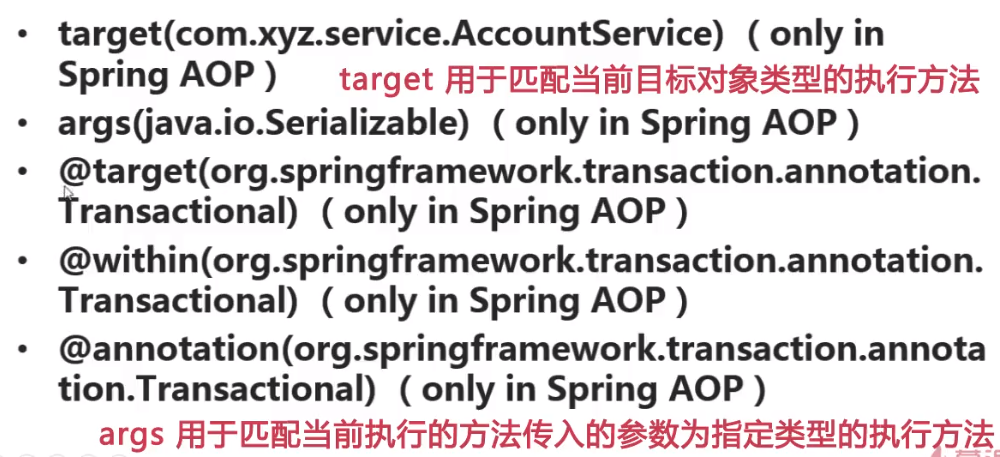 • target(com.xyz.service.AccountService) （only in
Spring AOP）
target 用于匹配当前目标对象类型的执行方法
• args(java.io.Serializable) （only in Spring AOP）
• @target(org.springframework.transaction.annotation.
Transactional) （only in Spring AOP）
• @within(org.springframework.transaction.annotation.
Transactional) （only in Spring AOP）
• @annotation(org.springframework.transaction.annota
tion.Transactional) （only in Spring AOP）
args 用于匹配当前执行的方法传入的参数为指定类型的执行方法